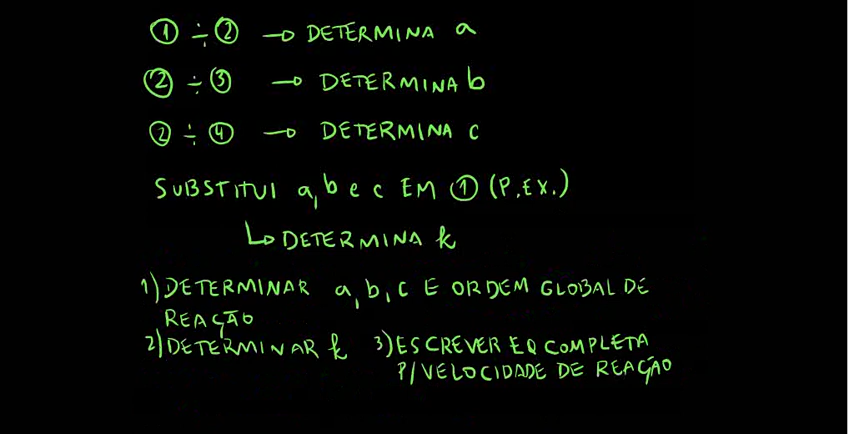 ① ÷ ② → DETERMINA a
② ÷ ③ → DETERMINA b
② ÷ ④ → DETERMINA c
SUBSTITUI a, b e c EM ① (P.EX.)
↳ DETERMINA k
1) DETERMINAR a, b, c E ORDEM GLOBAL DE
REAÇÃO
2) DETERMINAR k 3) ESCREVER EQ COMPLETA
P/ VELOCIDADE DE REAÇÃO